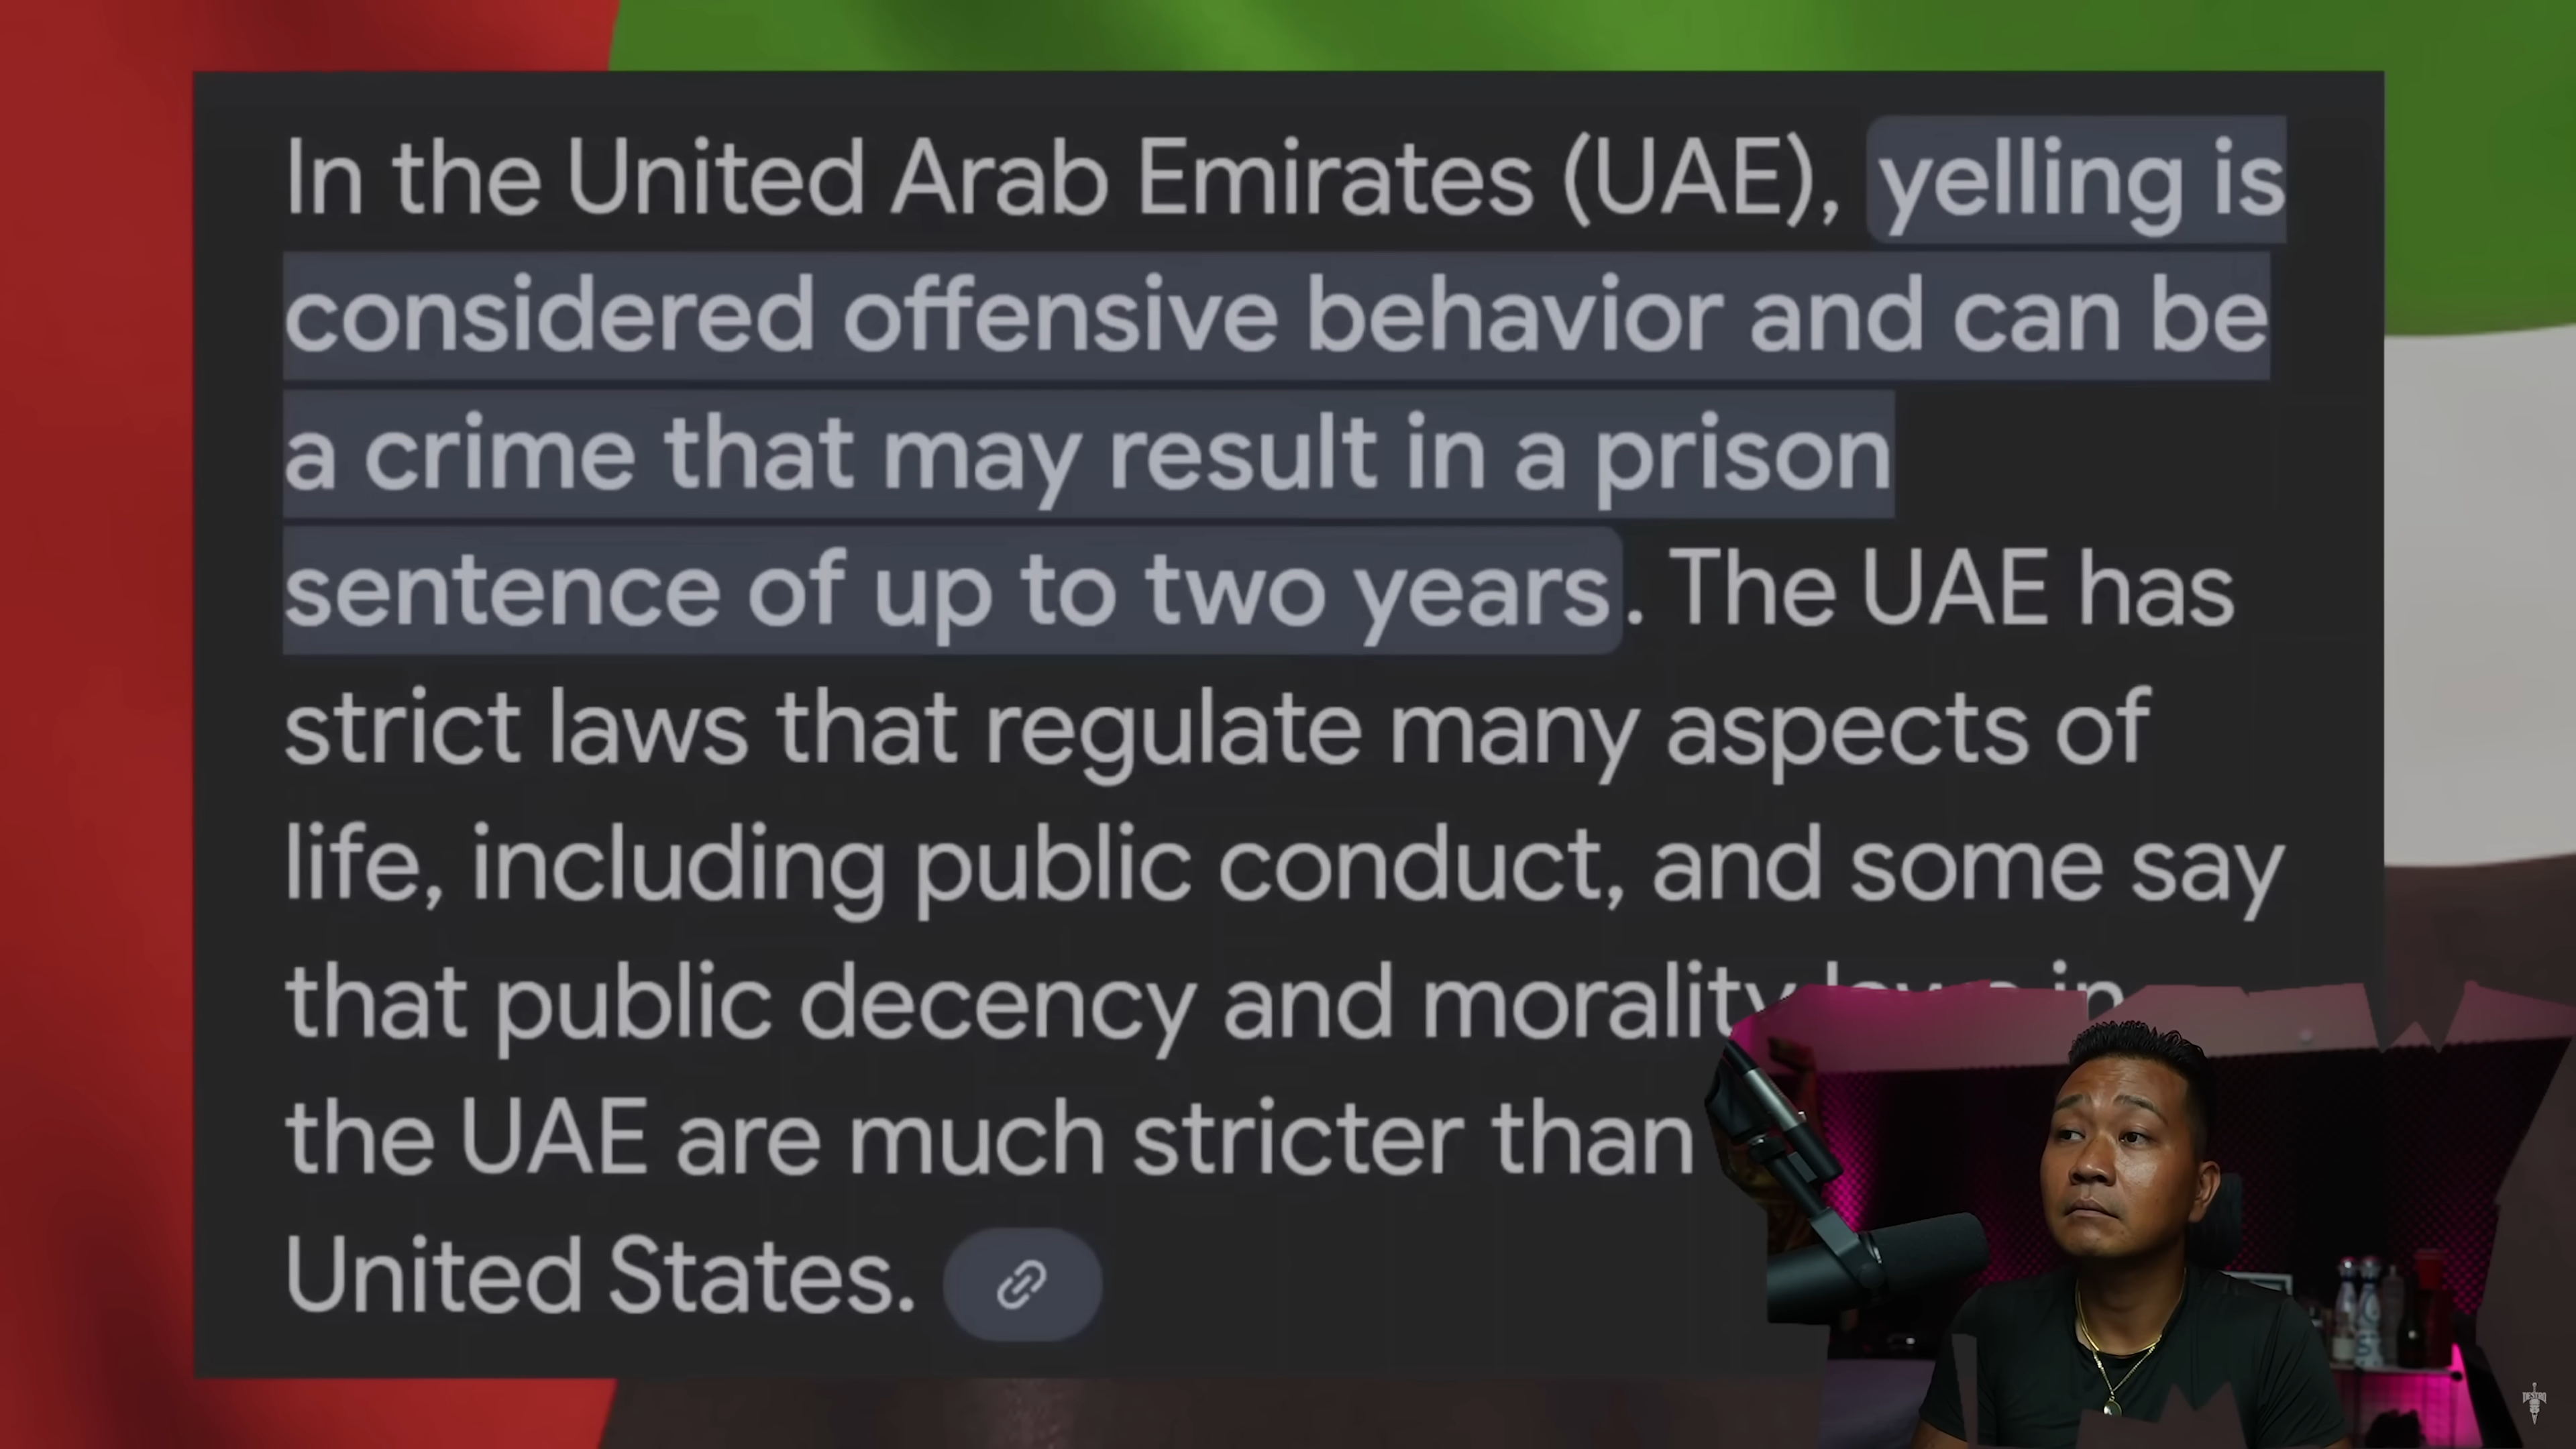 In the United Arab Emirates (UAE), yelling is
considered offensive behavior and can be
a crime that may result in a prison
sentence of up to two years. The UAE has
strict laws that regulate many aspects of
life, including public conduct, and some say
that public decency and morality laws in
the UAE are much stricter than
United States.